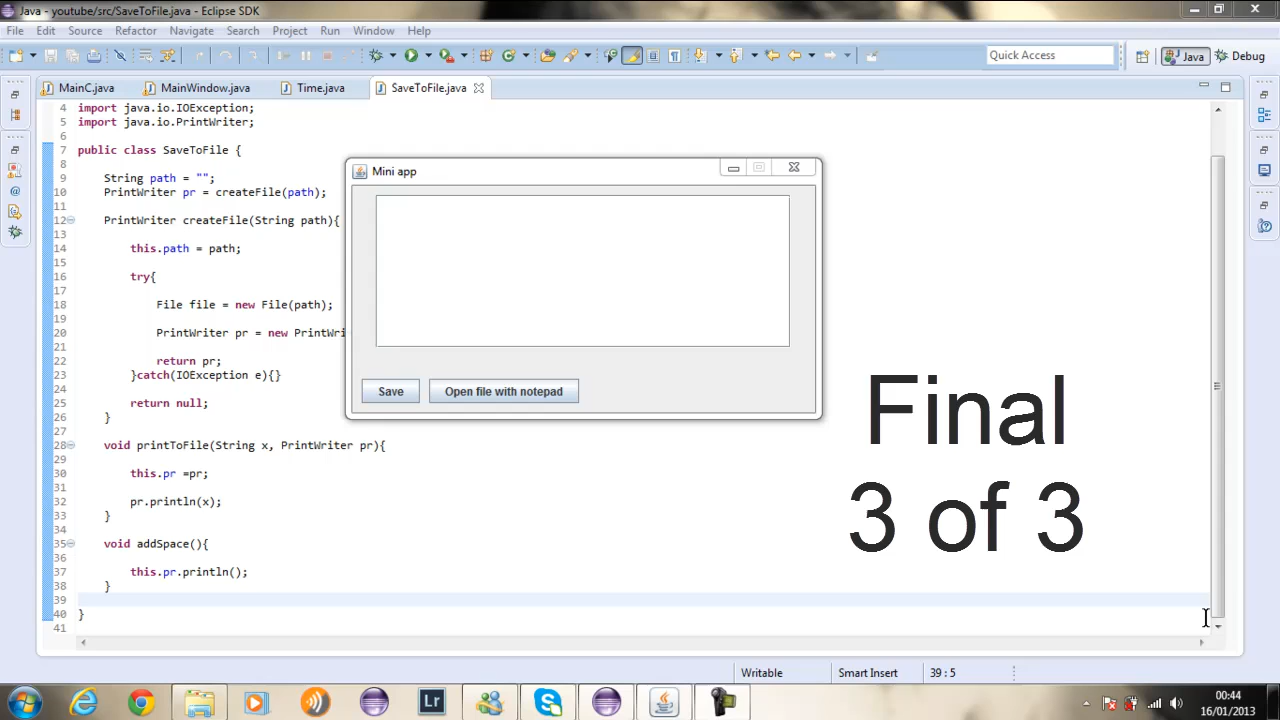 Java - youtube/src/SaveToFile.java - Eclipse SDK
File Edit Source Refactor Navigate Search Project Run Window Help
Quick Access
Java
Debug
MainC.java
MainWindow.java
Time.java
SaveToFile.java
4 import java.io.IOException;
5 import java.io.PrintWriter;
6
7 public class SaveToFile {
8
9 String path = "";
10 PrintWriter pr = createFile(path);
11
12 PrintWriter createFile(String path){
13
14 this.path = path;
15
16 try{
17
18 File file = new File(path);
19
20 PrintWriter pr = new PrintWri
21
22 return pr;
23 }catch(IOException e){}
24
25 return null;
26 }
27
28 void printToFile(String x, PrintWriter pr){
29
30 this.pr =pr;
31
32 pr.println(x);
33 }
34
35 void addSpace(){
36
37 this.pr.println();
38 }
39
40 }
41
Mini app
Save
Open file with notepad
Final
3 of 3
Writable
Smart Insert
39 : 5
Lr
00:44
16/01/2013